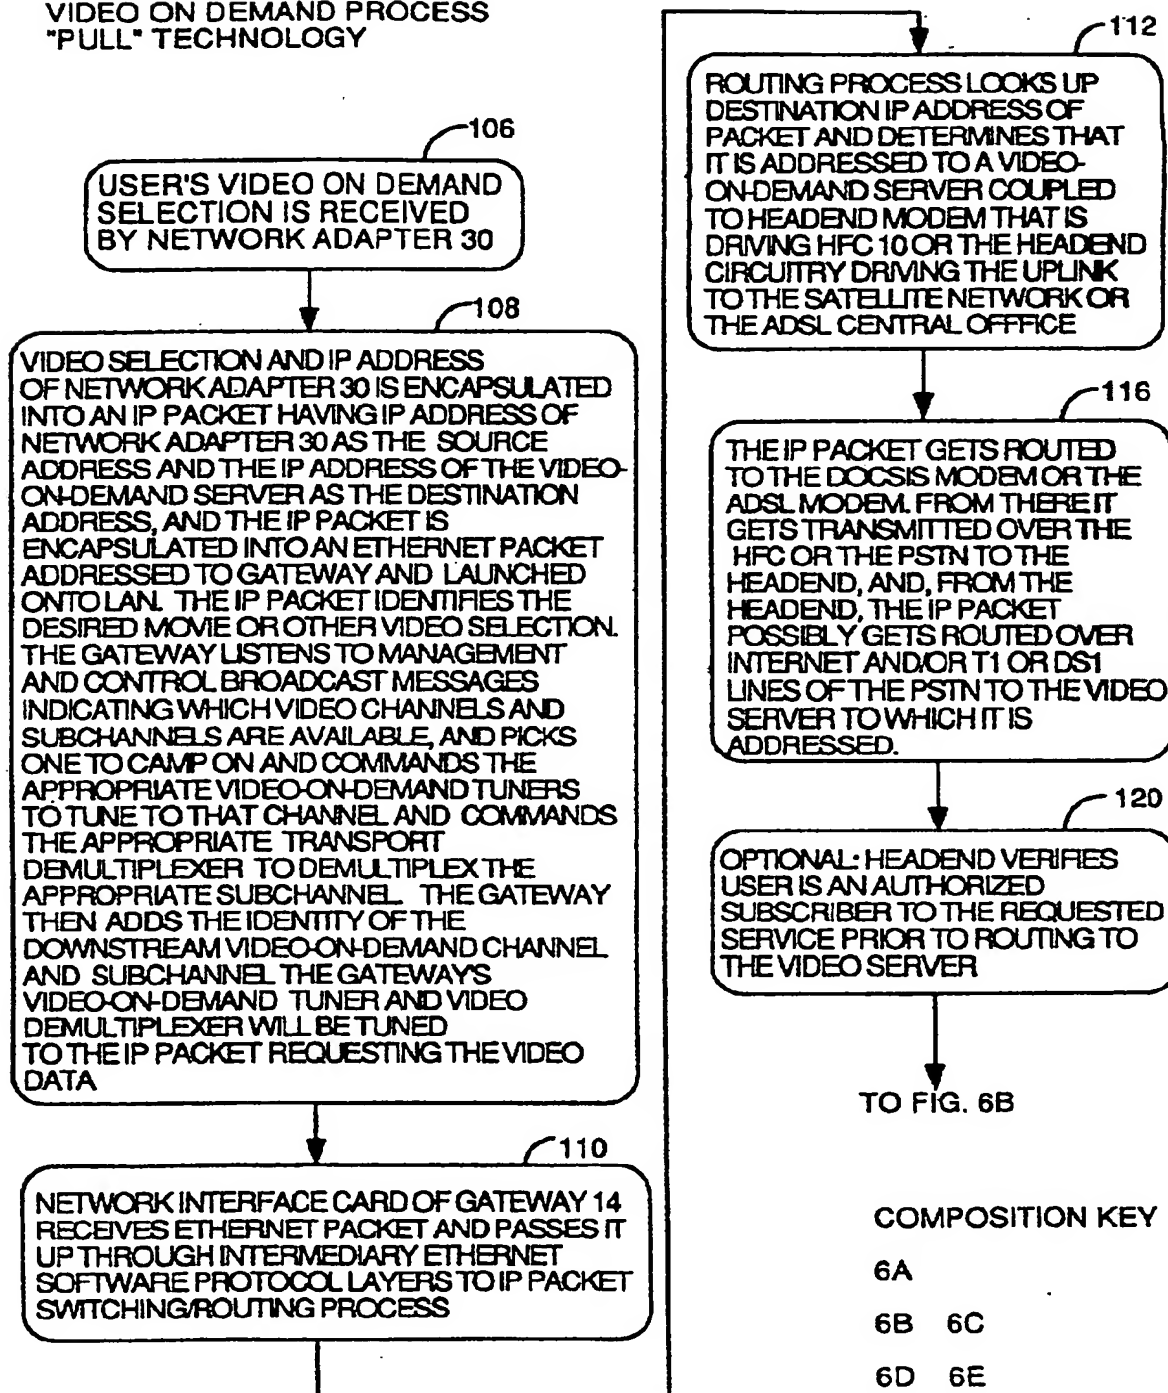 VIDEO ON DEMAND PROCESS
"PULL" TECHNOLOGY
106
USER'S VIDEO ON DEMAND
SELECTION IS RECEIVED
BY NETWORK ADAPTER 30
108
VIDEO SELECTION AND IP ADDRESS
OF NETWORK ADAPTER 30 IS ENCAPSULATED
INTO AN IP PACKET HAVING IP ADDRESS OF
NETWORK ADAPTER 30 AS THE SOURCE
ADDRESS AND THE IP ADDRESS OF THE VIDEO-
ON-DEMAND SERVER AS THE DESTINATION
ADDRESS, AND THE IP PACKET IS
ENCAPSULATED INTO AN ETHERNET PACKET
ADDRESSED TO GATEWAY AND LAUNCHED
ONTO LAN. THE IP PACKET IDENTIFIES THE
DESIRED MOVIE OR OTHER VIDEO SELECTION.
THE GATEWAY LISTENS TO MANAGEMENT
AND CONTROL BROADCAST MESSAGES
INDICATING WHICH VIDEO CHANNELS AND
SUBCHANNELS ARE AVAILABLE, AND PICKS
ONE TO CAMP ON AND COMMANDS THE
APPROPRIATE VIDEO-ON-DEMAND TUNERS
TO TUNE TO THAT CHANNEL AND COMMANDS
THE APPROPRIATE TRANSPORT
DEMULTIPLEXER TO DEMULTIPLEX THE
APPROPRIATE SUBCHANNEL. THE GATEWAY
THEN ADDS THE IDENTITY OF THE
DOWNSTREAM VIDEO-ON-DEMAND CHANNEL
AND SUBCHANNEL THE GATEWAY'S
VIDEO-ON-DEMAND TUNER AND VIDEO
DEMULTIPLEXER WILL BE TUNED
TO THE IP PACKET REQUESTING THE VIDEO
DATA
110
NETWORK INTERFACE CARD OF GATEWAY 14
RECEIVES ETHERNET PACKET AND PASSES IT
UP THROUGH INTERMEDIARY ETHERNET
SOFTWARE PROTOCOL LAYERS TO IP PACKET
SWITCHING/ROUTING PROCESS
112
ROUTING PROCESS LOOKS UP
DESTINATION IP ADDRESS OF
PACKET AND DETERMINES THAT
IT IS ADDRESSED TO A VIDEO-
ON-DEMAND SERVER COUPLED
TO HEADEND MODEM THAT IS
DRIVING HFC 10 OR THE HEADEND
CIRCUITRY DRIVING THE UPLINK
TO THE SATELLITE NETWORK OR
THE ADSL CENTRAL OFFFICE
116
THE IP PACKET GETS ROUTED
TO THE DOCSIS MODEM OR THE
ADSL MODEM. FROM THERE IT
GETS TRANSMITTED OVER THE
HFC OR THE PSTN TO THE
HEADEND, AND, FROM THE
HEADEND, THE IP PACKET
POSSIBLY GETS ROUTED OVER
INTERNET AND/OR T1 OR DS1
LINES OF THE PSTN TO THE VIDEO
SERVER TO WHICH IT IS
ADDRESSED.
120
OPTIONAL: HEADEND VERIFIES
USER IS AN AUTHORIZED
SUBSCRIBER TO THE REQUESTED
SERVICE PRIOR TO ROUTING TO
THE VIDEO SERVER
TO FIG. 6B
COMPOSITION KEY
6A
6B 6C
6D 6E